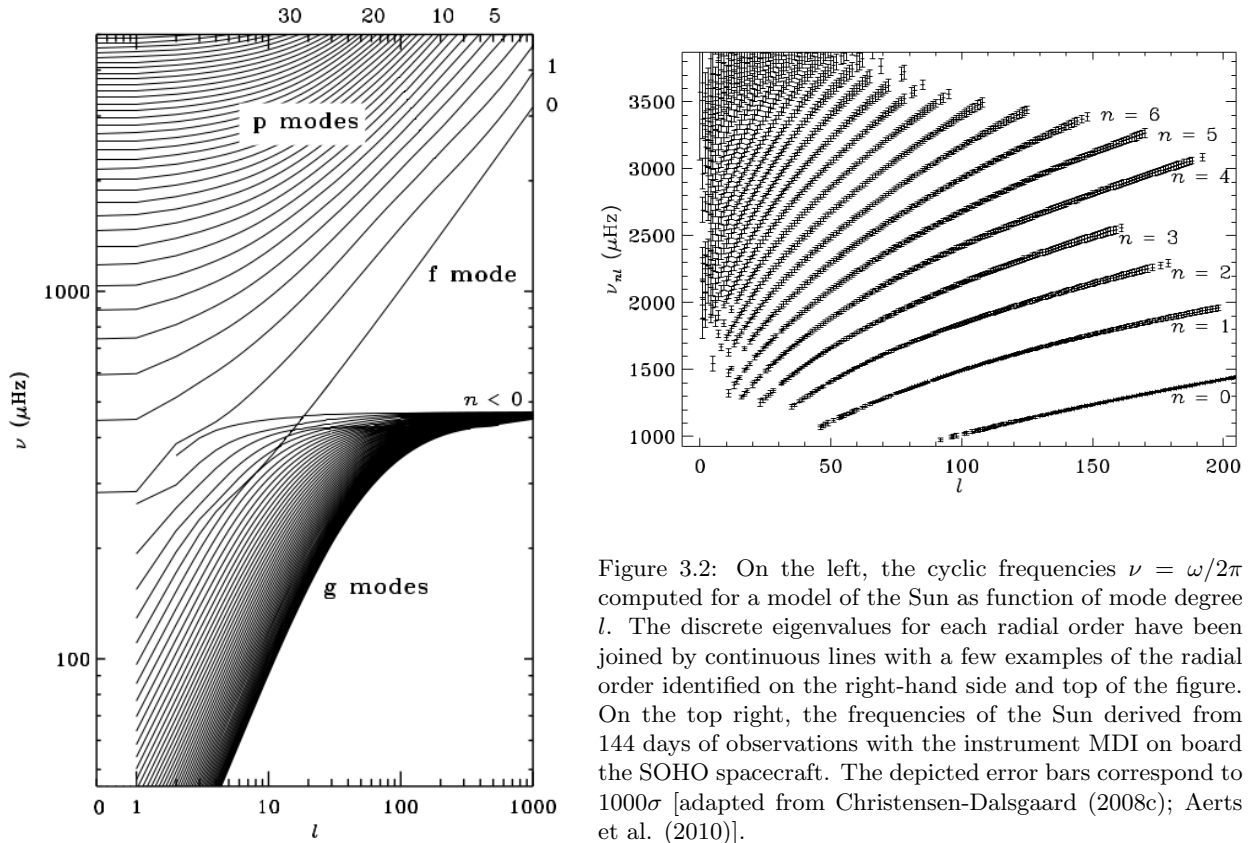 30 20 10 5
1
0
p modes
f mode
n < 0
g modes
1000
100
ν (μHz)
0 1 10 100 1000
l
3500
3000
2500
2000
1500
1000
ν_nl (μHz)
n = 6
n = 5
n = 4
n = 3
n = 2
n = 1
n = 0
0 50 100 150 200
l
Figure 3.2: On the left, the cyclic frequencies ν = ω/2π
computed for a model of the Sun as function of mode degree
l. The discrete eigenvalues for each radial order have been
joined by continuous lines with a few examples of the radial
order identified on the right-hand side and top of the figure.
On the top right, the frequencies of the Sun derived from
144 days of observations with the instrument MDI on board
the SOHO spacecraft. The depicted error bars correspond to
1000σ [adapted from Christensen-Dalsgaard (2008c); Aerts
et al. (2010)].